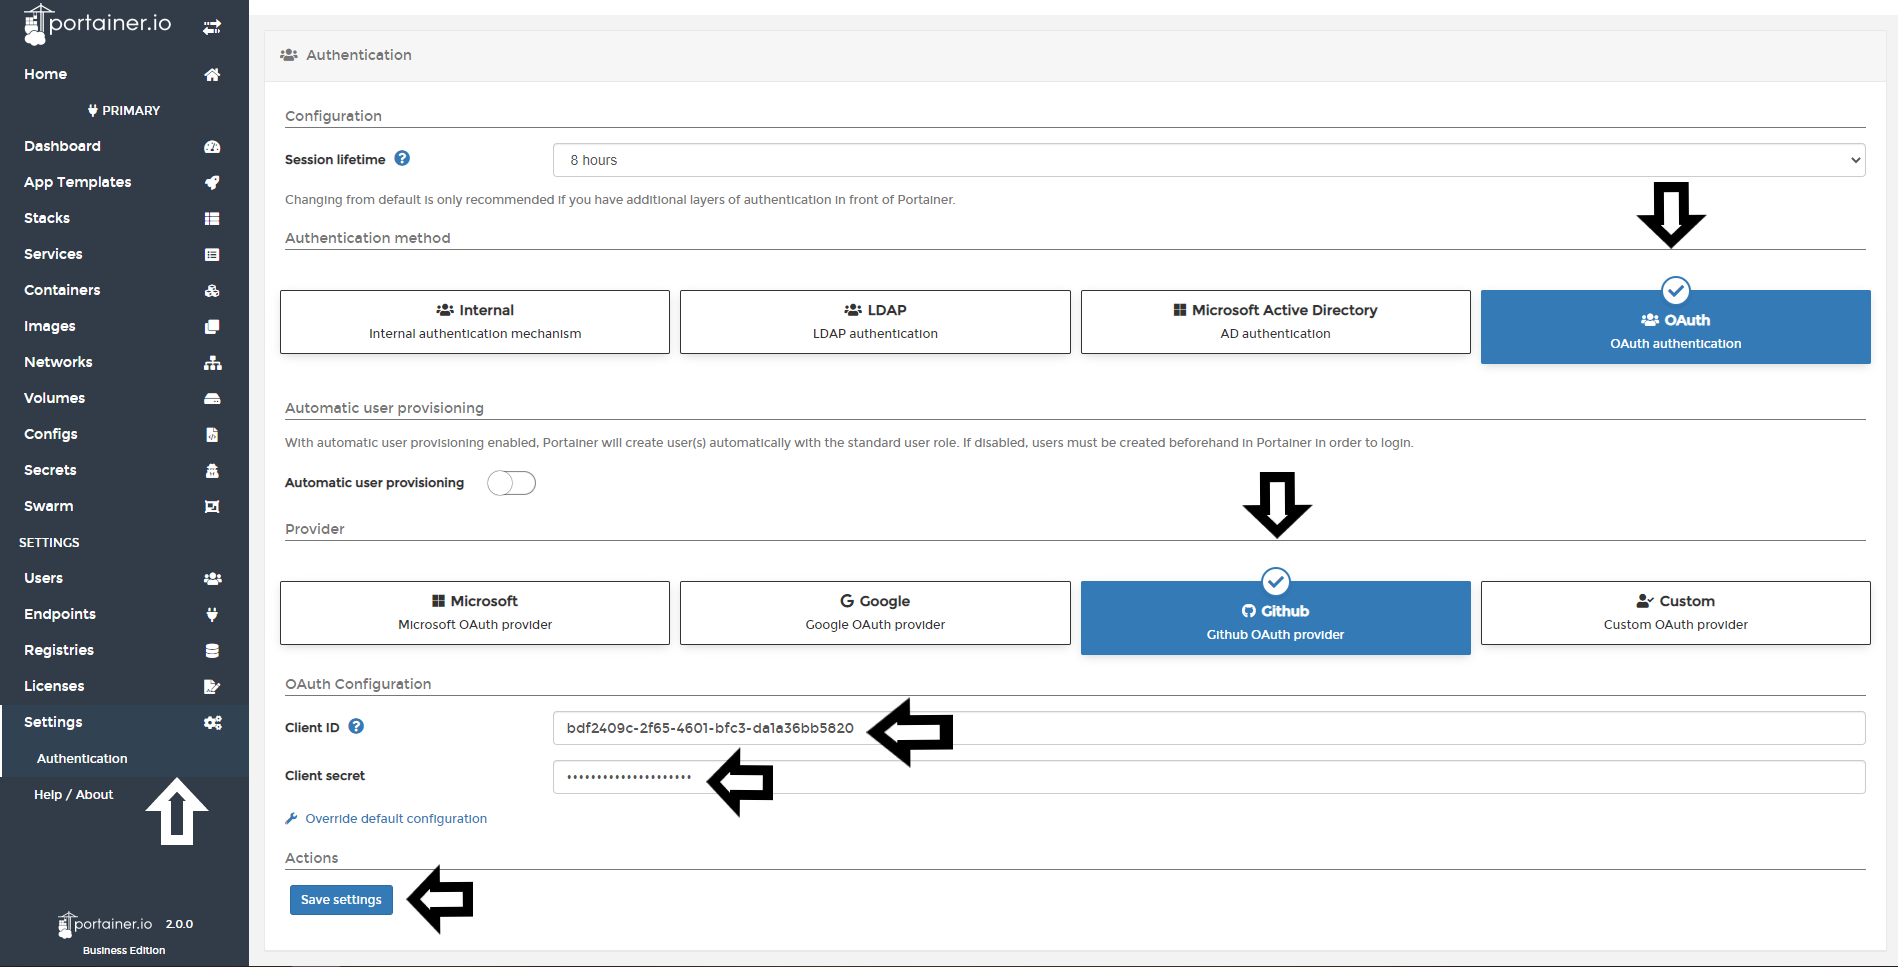 portainer.io
Home
PRIMARY
Dashboard
App Templates
Stacks
Services
Containers
Images
Networks
Volumes
Configs
Secrets
Swarm
SETTINGS
Users
Endpoints
Registries
Licenses
Settings
Authentication
Help / About
portainer.io 2.0.0
Business Edition
Authentication
Configuration
Session lifetime ?
8 hours
Changing from default is only recommended if you have additional layers of authentication in front of Portainer.
Authentication method
Internal
Internal authentication mechanism
LDAP
LDAP authentication
Microsoft Active Directory
AD authentication
OAuth
OAuth authentication
Automatic user provisioning
With automatic user provisioning enabled, Portainer will create user(s) automatically with the standard user role. If disabled, users must be created beforehand in Portainer in order to login.
Automatic user provisioning
Provider
Microsoft
Microsoft OAuth provider
Google
Google OAuth provider
Github
Github OAuth provider
Custom
Custom OAuth provider
OAuth Configuration
Client ID ?
bdf2409c-2f65-4601-bfc3-da1a36bb5820
Client secret
Override default configuration
Actions
Save settings